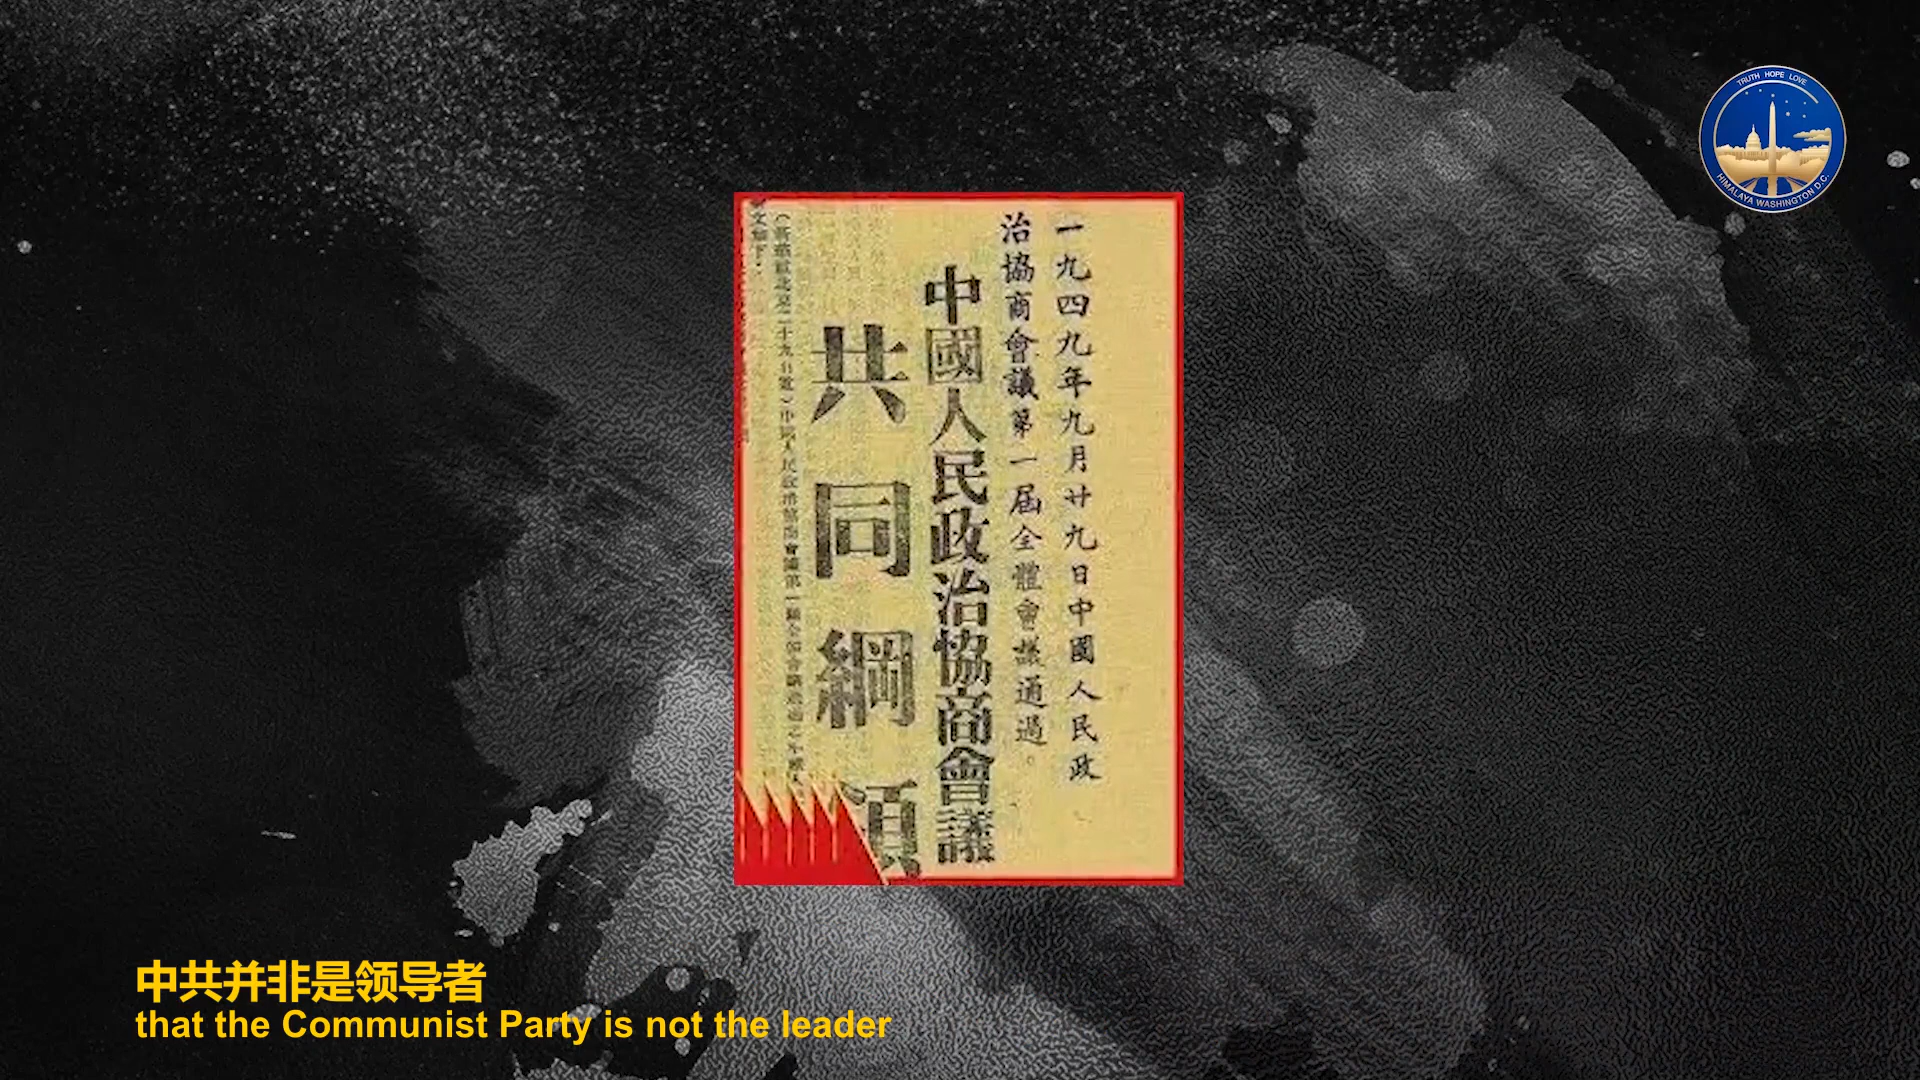 TRUTH HOPE LOVE
HIMALAYA WASHINGTON D.C.
一九四九年九月廿九日中國人民政
治協商會議第一屆全體會議通過。
中國人民政治協商會議
共同綱領
中共并非是领导者
that the Communist Party is not the leader